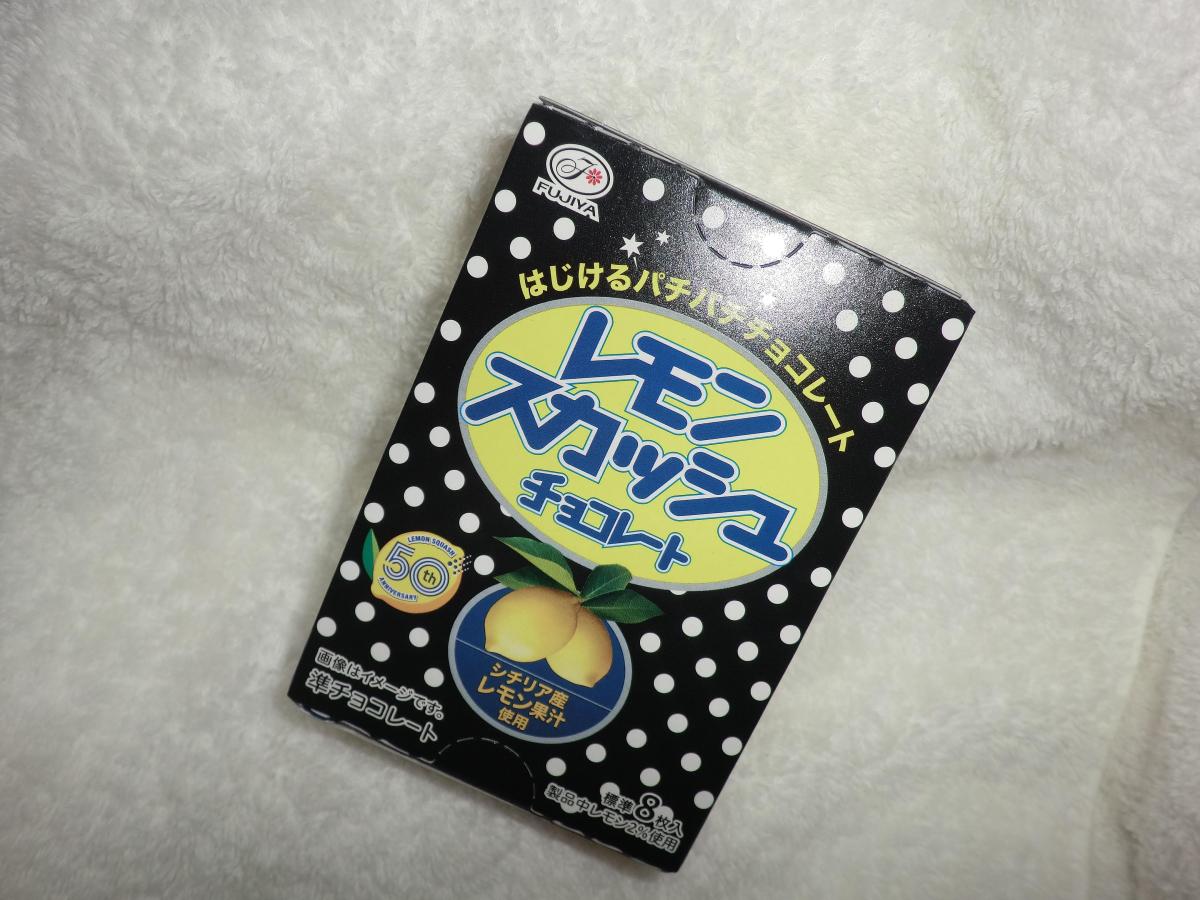 FUJIYA
はじけるパチパチチョコレート
レモン
スカッシュ
チョコレート
LEMON SQUASH
50th
ANNIVERSARY
シチリア産
レモン果汁
使用
画像はイメージです。
準チョコレート
標準8枚入
製品中レモン2%使用